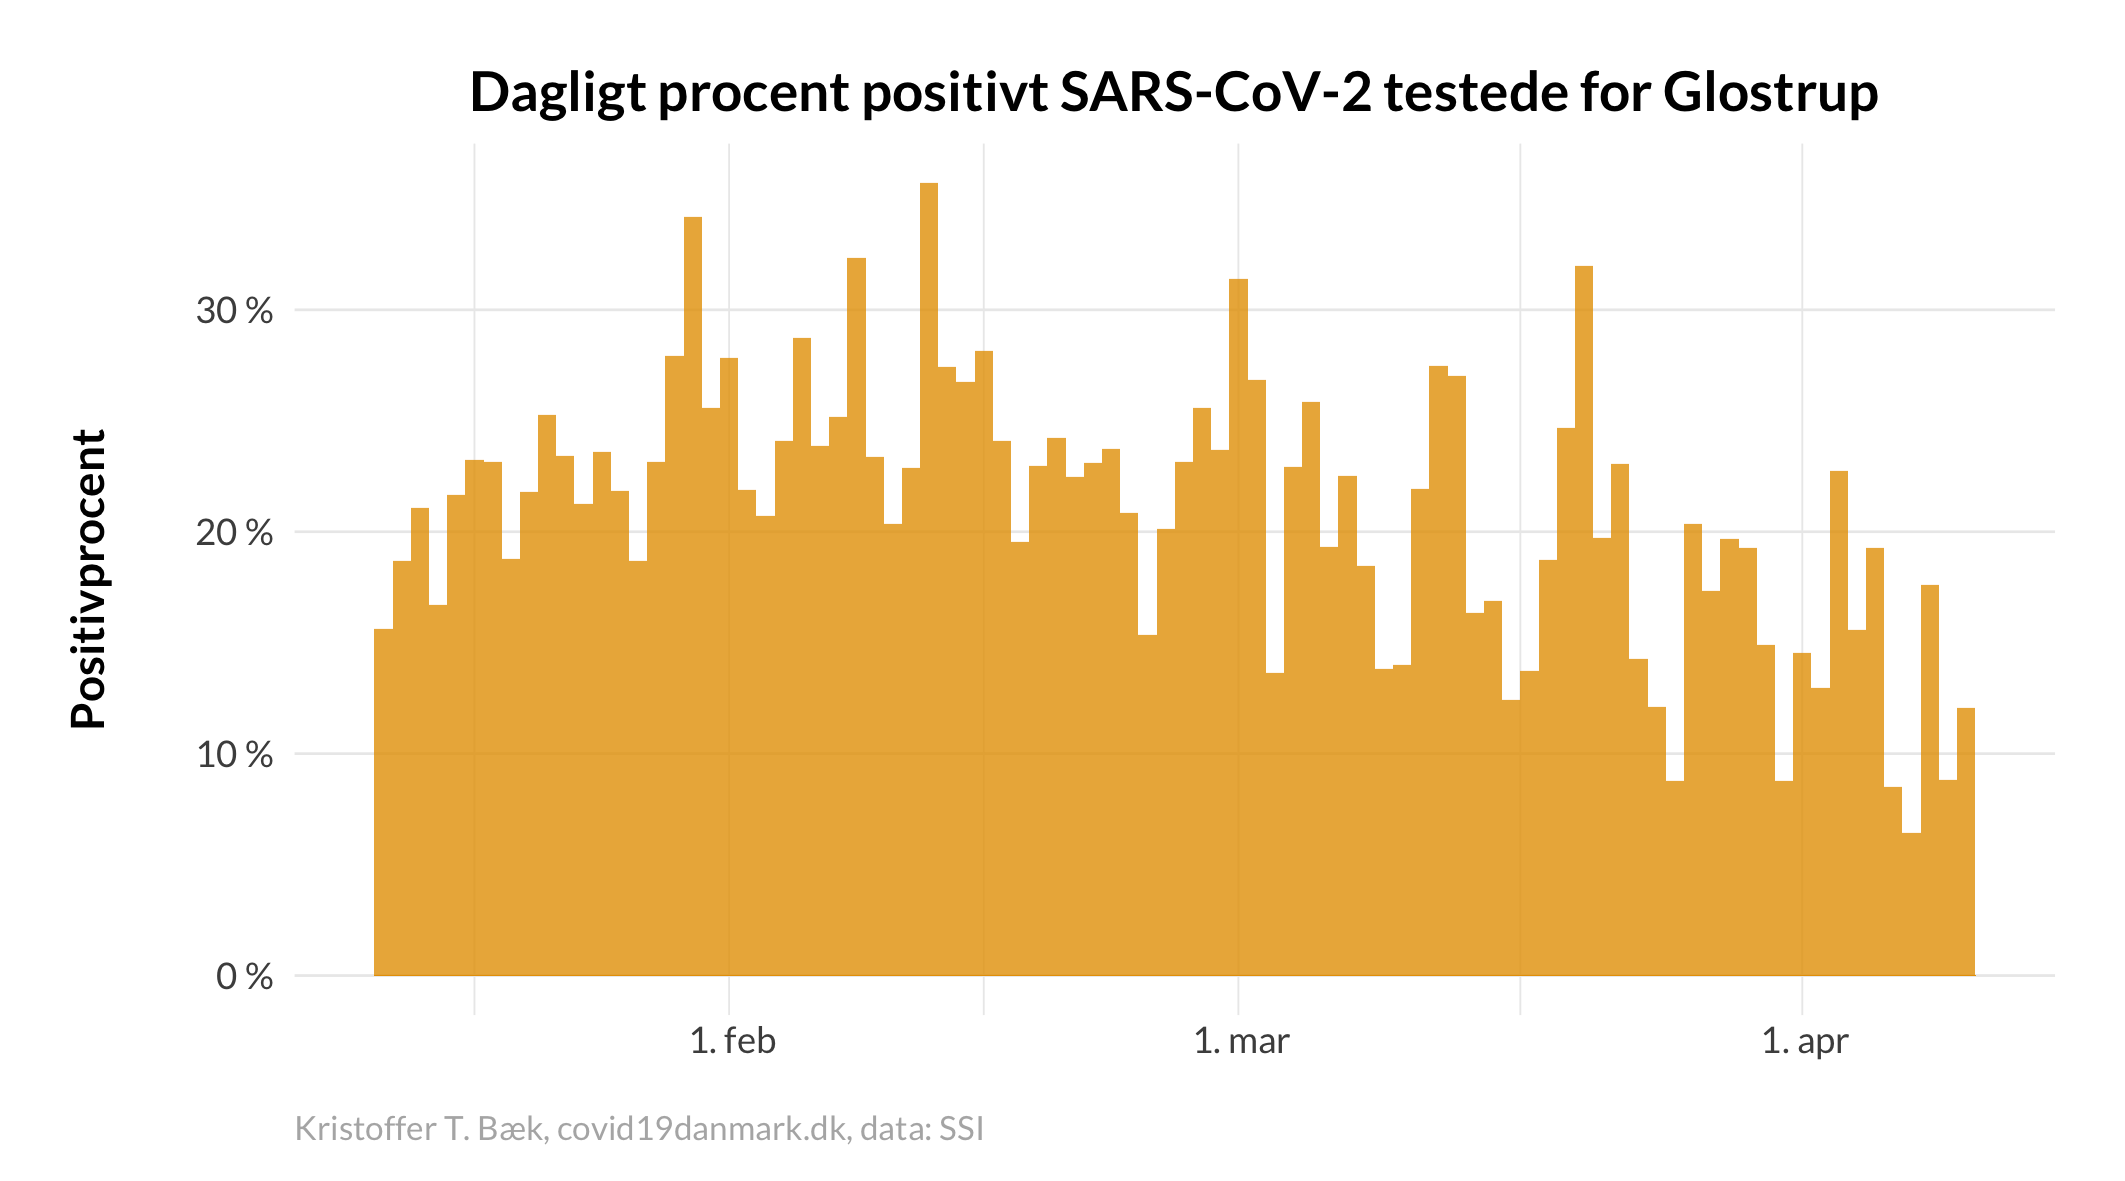 Dagligt procent positivt SARS-CoV-2 testede for Glostrup
Positivprocent
30 %
20 %
10 %
0 %
1. feb
1. mar
1. apr
Kristoffer T. Bæk, covid19danmark.dk, data: SSI